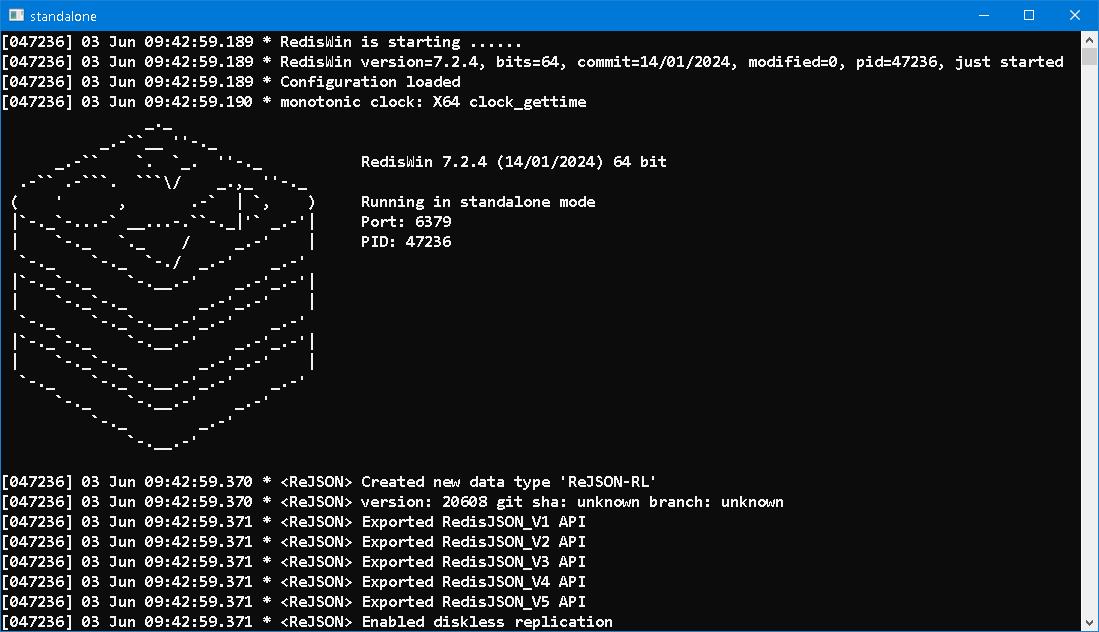 standalone
[047236] 03 Jun 09:42:59.189 * RedisWin is starting ......
[047236] 03 Jun 09:42:59.189 * RedisWin version=7.2.4, bits=64, commit=14/01/2024, modified=0, pid=47236, just started
[047236] 03 Jun 09:42:59.189 * Configuration loaded
[047236] 03 Jun 09:42:59.190 * monotonic clock: X64 clock_gettime
RedisWin 7.2.4 (14/01/2024) 64 bit
Running in standalone mode
Port: 6379
PID: 47236
[047236] 03 Jun 09:42:59.370 * <ReJSON> Created new data type 'ReJSON-RL'
[047236] 03 Jun 09:42:59.370 * <ReJSON> version: 20608 git sha: unknown branch: unknown
[047236] 03 Jun 09:42:59.371 * <ReJSON> Exported RedisJSON_V1 API
[047236] 03 Jun 09:42:59.371 * <ReJSON> Exported RedisJSON_V2 API
[047236] 03 Jun 09:42:59.371 * <ReJSON> Exported RedisJSON_V3 API
[047236] 03 Jun 09:42:59.371 * <ReJSON> Exported RedisJSON_V4 API
[047236] 03 Jun 09:42:59.371 * <ReJSON> Exported RedisJSON_V5 API
[047236] 03 Jun 09:42:59.371 * <ReJSON> Enabled diskless replication